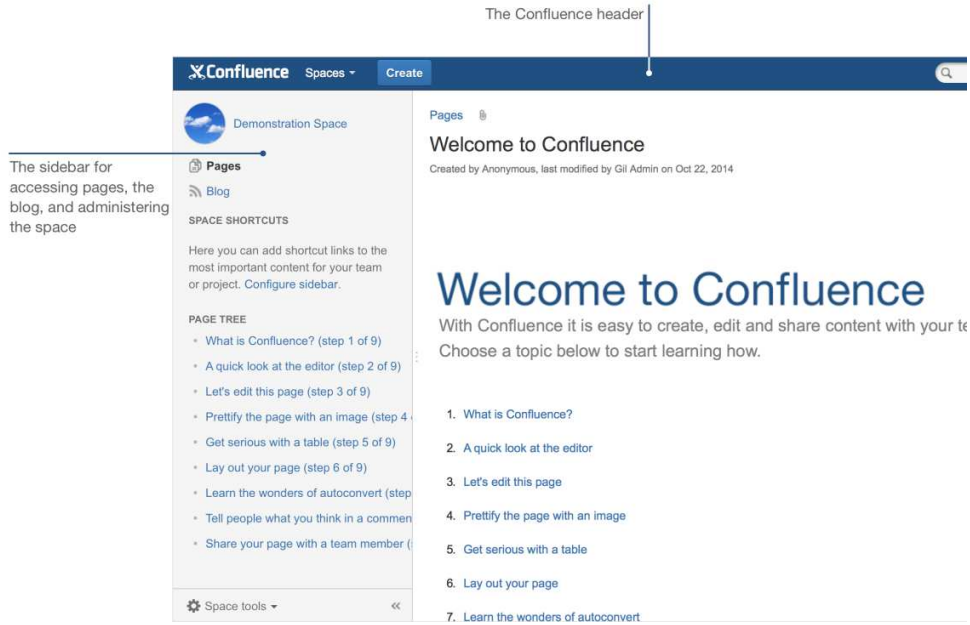 The Confluence header
Confluence Spaces Create
Demonstration Space
The sidebar for
accessing pages, the
blog, and administering
the space
Pages
Blog
SPACE SHORTCUTS
Here you can add shortcut links to the
most important content for your team
or project. Configure sidebar.
PAGE TREE
What is Confluence? (step 1 of 9)
A quick look at the editor (step 2 of 9)
Let's edit this page (step 3 of 9)
Prettify the page with an image (step 4
Get serious with a table (step 5 of 9)
Lay out your page (step 6 of 9)
Learn the wonders of autoconvert (step
Tell people what you think in a commen
Share your page with a team member (
Space tools
Pages
Welcome to Confluence
Created by Anonymous, last modified by Gil Admin on Oct 22, 2014
Welcome to Confluence
With Confluence it is easy to create, edit and share content with your te
Choose a topic below to start learning how.
1. What is Confluence?
2. A quick look at the editor
3. Let's edit this page
4. Prettify the page with an image
5. Get serious with a table
6. Lay out your page
7. Learn the wonders of autoconvert